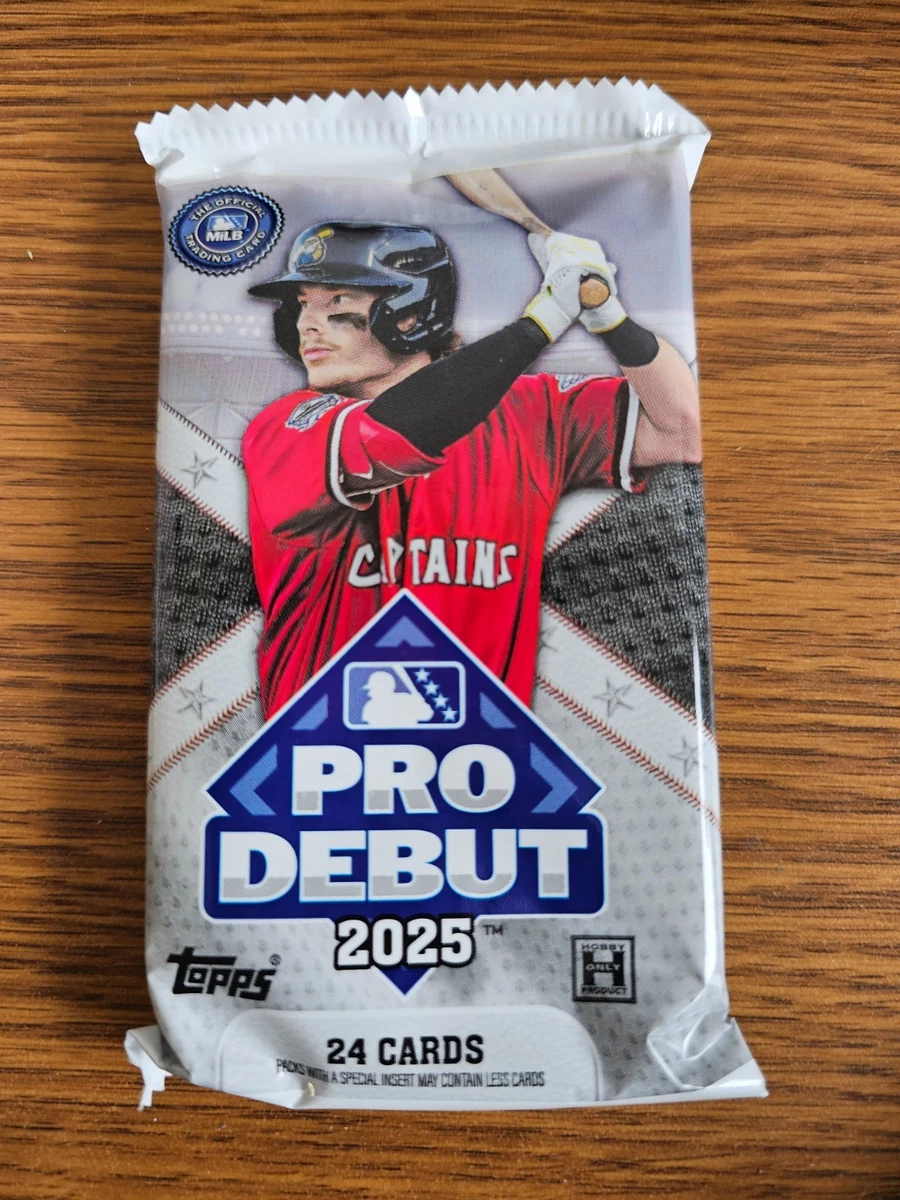 THE OFFICIAL
MiLB
TRADING CARD
CAPTAINS
PRO
DEBUT
2025™
topps®
HOBBY
H
ONLY
PRODUCT
24 CARDS
PACKS WITH A SPECIAL INSERT MAY CONTAIN LESS CARDS